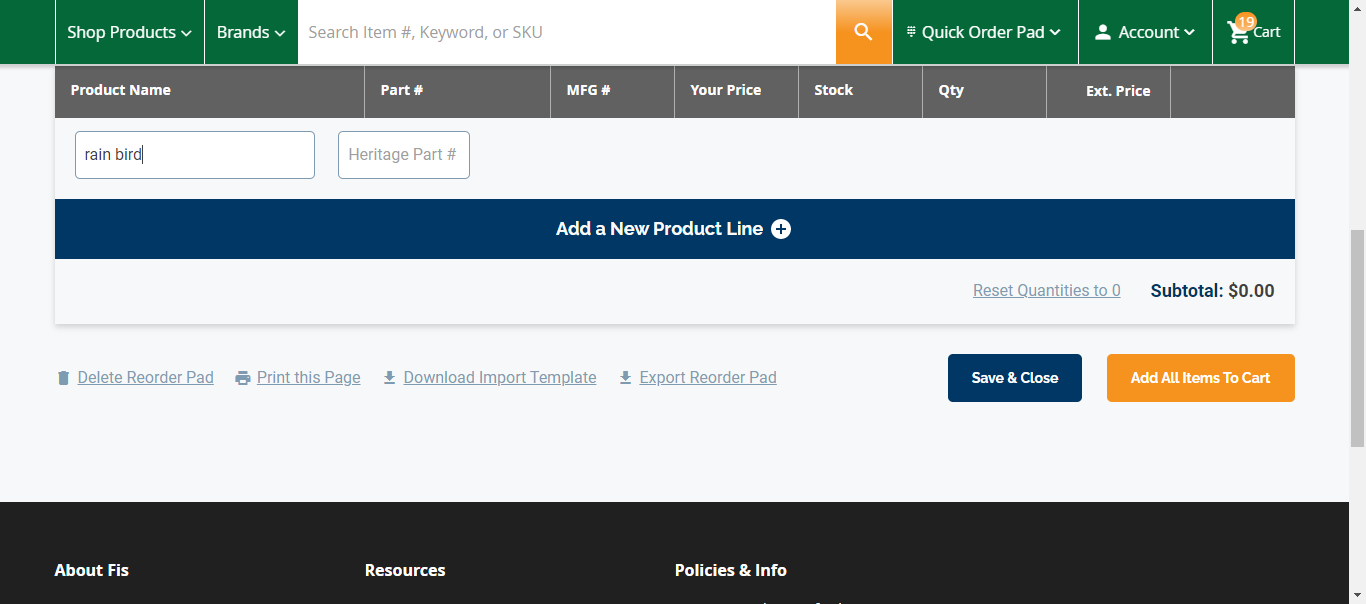 Shop Products
Brands
Search Item #, Keyword, or SKU
Quick Order Pad
Account
19
Cart
Product Name
Part #
MFG #
Your Price
Stock
Qty
Ext. Price
rain bird
Heritage Part #
Add a New Product Line
Reset Quantities to 0
Subtotal: $0.00
Delete Reorder Pad
Print this Page
Download Import Template
Export Reorder Pad
Save & Close
Add All Items To Cart
About Fis
Resources
Policies & Info